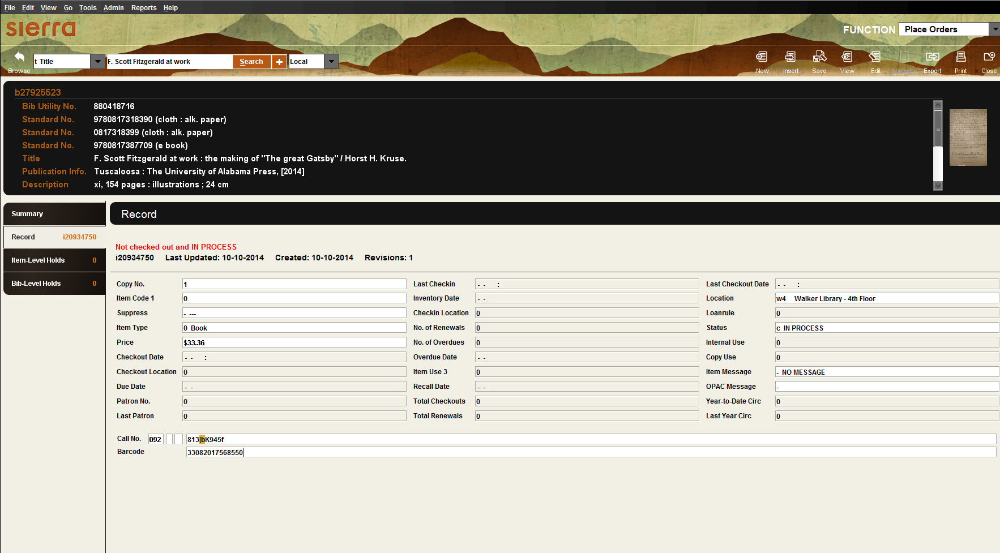 File Edit View Go Tools Admin Reports Help
sierra
FUNCTION Place Orders
Browse t Title F. Scott Fitzgerald at work Search + Local
New Insert Save View Edit Summary Export Print Close
b27925523
Bib Utility No. 880418716
Standard No. 9780817318390 (cloth : alk. paper)
Standard No. 0817318399 (cloth : alk. paper)
Standard No. 9780817387709 (e book)
Title F. Scott Fitzgerald at work : the making of "The great Gatsby" / Horst H. Kruse.
Publication Info. Tuscaloosa : The University of Alabama Press, [2014]
Description xi, 154 pages : illustrations ; 24 cm
F. Scott Fitzgerald at Work
Summary
Record i20934750
Item-Level Holds 0
Bib-Level Holds 0
Record
Not checked out and IN PROCESS
i20934750 Last Updated: 10-10-2014 Created: 10-10-2014 Revisions: 1
Copy No. 1 Last Checkin - - : Last Checkout Date - - :
Item Code 1 0 Inventory Date - - Location w4 Walker Library - 4th Floor
Suppress - --- Checkin Location 0 Loanrule 0
Item Type 0 Book No. of Renewals 0 Status c IN PROCESS
Price $33.36 No. of Overdues 0 Internal Use 0
Checkout Date - - : Overdue Date - - Copy Use 0
Checkout Location 0 Item Use 3 0 Item Message - NO MESSAGE
Due Date - - Recall Date - - OPAC Message -
Patron No. 0 Total Checkouts 0 Year-to-Date Circ 0
Last Patron 0 Total Renewals 0 Last Year Circ 0
Call No. 092 813|bK945f
Barcode 33082017568550